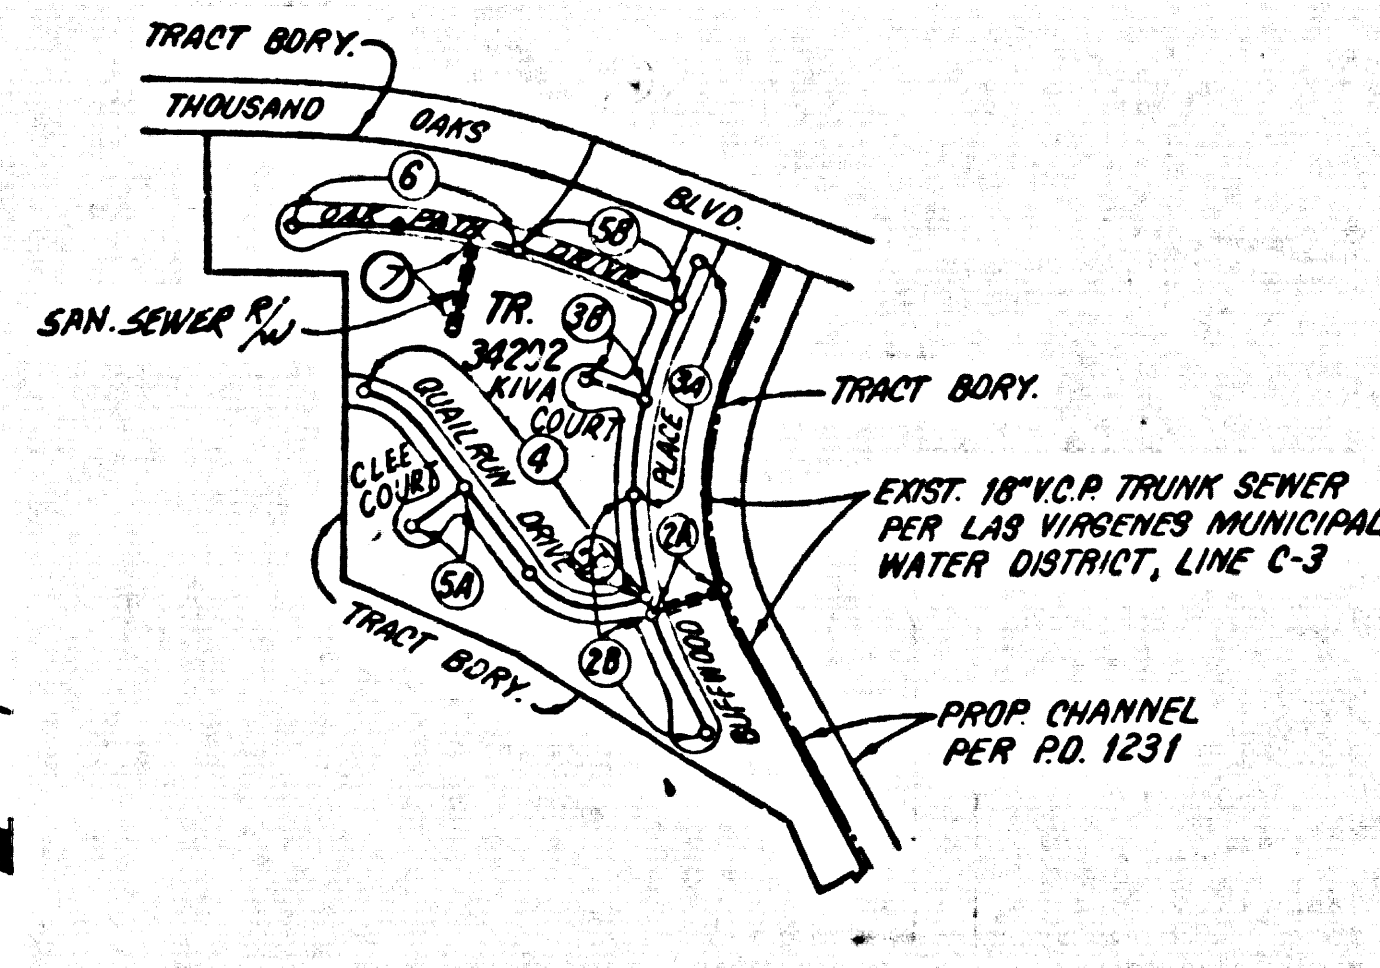 TRACT BDRY.
THOUSAND OAKS BLVD.
6
OAK PATH DRIVE
5B
7
SAN. SEWER R/W
TR.
3B
KIVA
COURT
3A
PLACE
TRACT BDRY.
QUAIL RUN DRIVE
4
CLEE
COURT
EXIST. 18" V.C.P. TRUNK SEWER
PER LAS VIRGENES MUNICIPAL
WATER DISTRICT, LINE C-3
2A
5A
TRACT BDRY.
2B
BUFFWOOD
PROP. CHANNEL
PER P.D. 1231